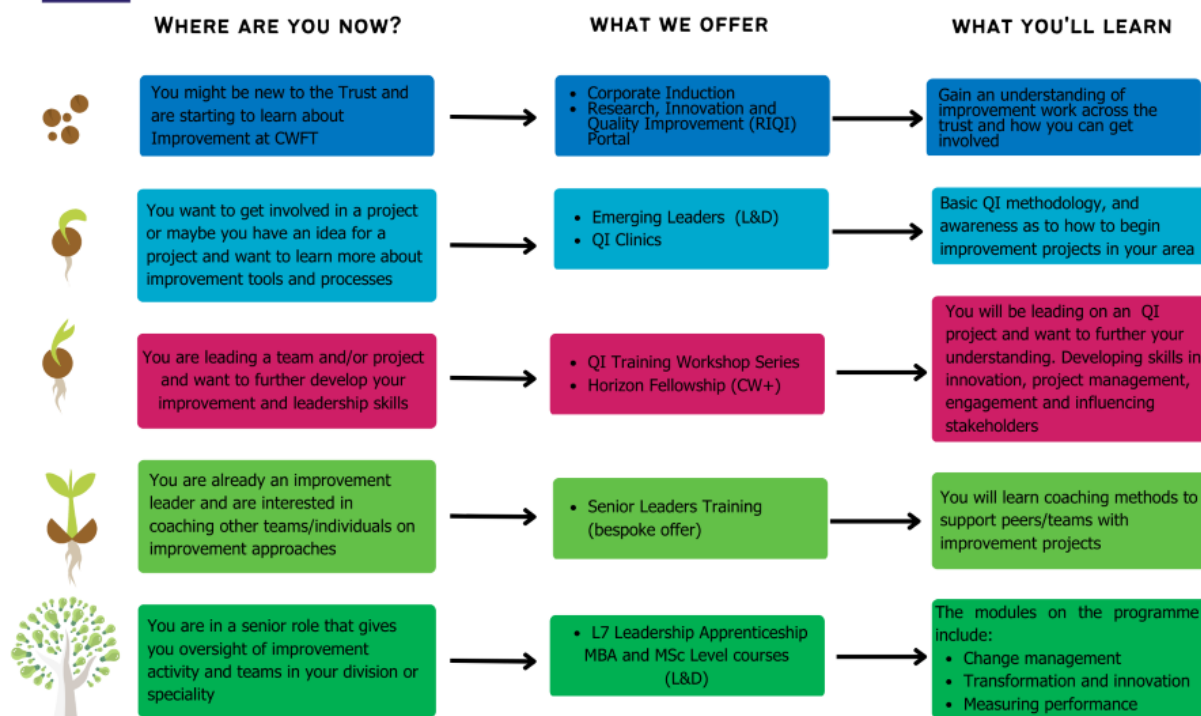 WHERE ARE YOU NOW?
WHAT WE OFFER
WHAT YOU'LL LEARN
You might be new to the Trust and
are starting to learn about
Improvement at CWFT
• Corporate Induction
• Research, Innovation and
Quality Improvement (RIQI)
Portal
Gain an understanding of
improvement work across the
trust and how you can get
involved
You want to get involved in a project
or maybe you have an idea for a
project and want to learn more about
improvement tools and processes
• Emerging Leaders (L&D)
• QI Clinics
Basic QI methodology, and
awareness as to how to begin
improvement projects in your area
You are leading a team and/or project
and want to further develop your
improvement and leadership skills
• QI Training Workshop Series
• Horizon Fellowship (CW+)
You will be leading on an QI
project and want to further your
understanding. Developing skills in
innovation, project management,
engagement and influencing
stakeholders
You are already an improvement
leader and are interested in
coaching other teams/individuals on
improvement approaches
• Senior Leaders Training
(bespoke offer)
You will learn coaching methods to
support peers/teams with
improvement projects
You are in a senior role that gives
you oversight of improvement
activity and teams in your division or
speciality
• L7 Leadership Apprenticeship
MBA and MSc Level courses
(L&D)
The modules on the programme
include:
• Change management
• Transformation and innovation
• Measuring performance